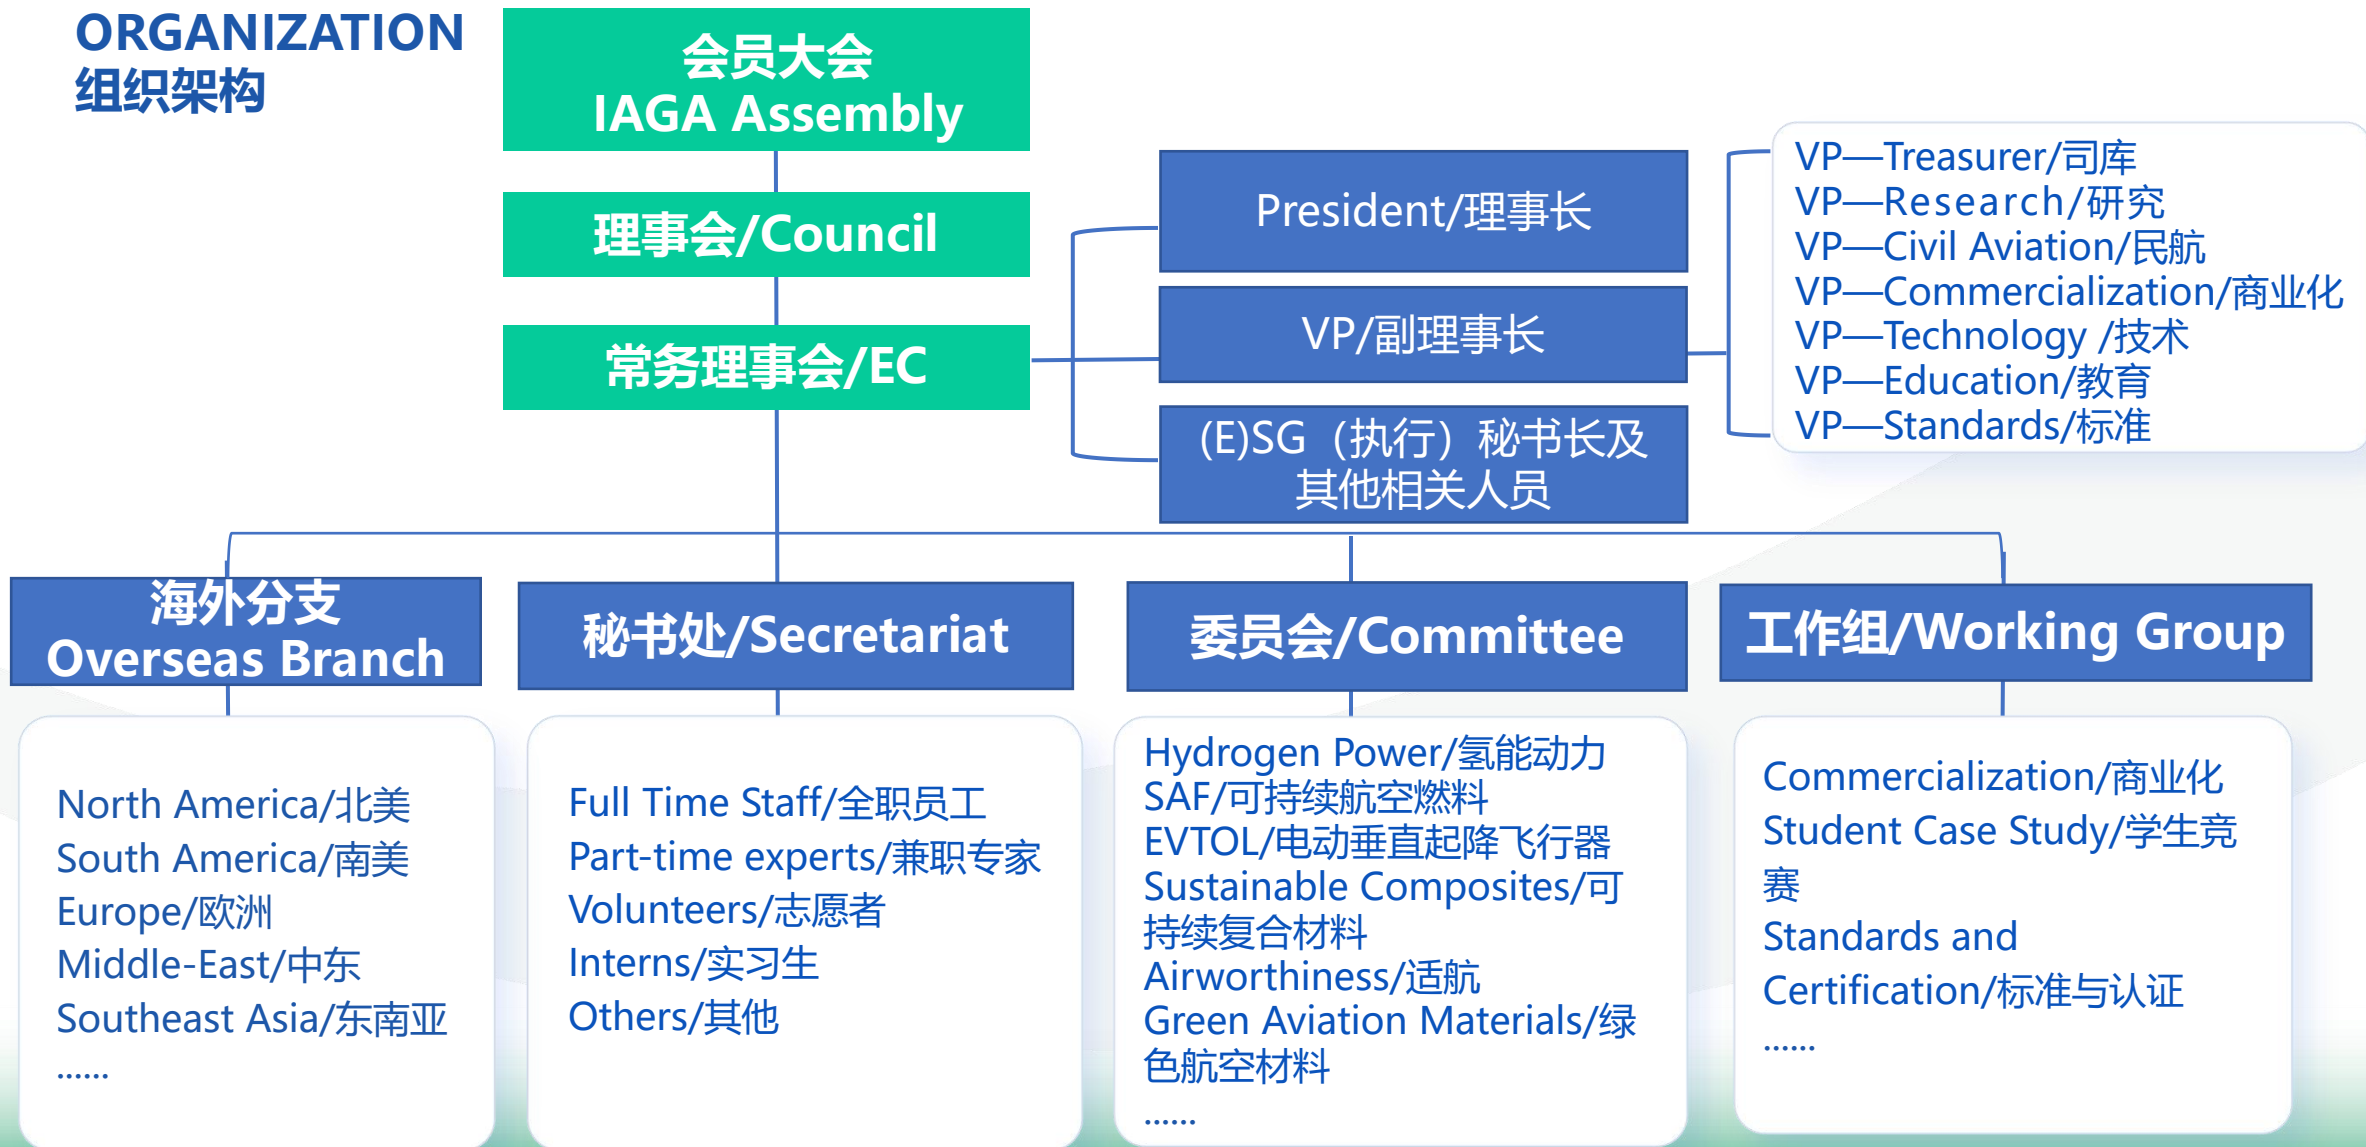 ORGANIZATION
组织架构
会员大会
IAGA Assembly
理事会/Council
常务理事会/EC
President/理事长
VP/副理事长
(E)SG（执行）秘书长及
其他相关人员
VP—Treasurer/司库
VP—Research/研究
VP—Civil Aviation/民航
VP—Commercialization/商业化
VP—Technology /技术
VP—Education/教育
VP—Standards/标准
海外分支
Overseas Branch
North America/北美
South America/南美
Europe/欧洲
Middle-East/中东
Southeast Asia/东南亚
......
秘书处/Secretariat
Full Time Staff/全职员工
Part-time experts/兼职专家
Volunteers/志愿者
Interns/实习生
Others/其他
委员会/Committee
Hydrogen Power/氢能动力
SAF/可持续航空燃料
EVTOL/电动垂直起降飞行器
Sustainable Composites/可
持续复合材料
Airworthiness/适航
Green Aviation Materials/绿
色航空材料
......
工作组/Working Group
Commercialization/商业化
Student Case Study/学生竞
赛
Standards and
Certification/标准与认证
......